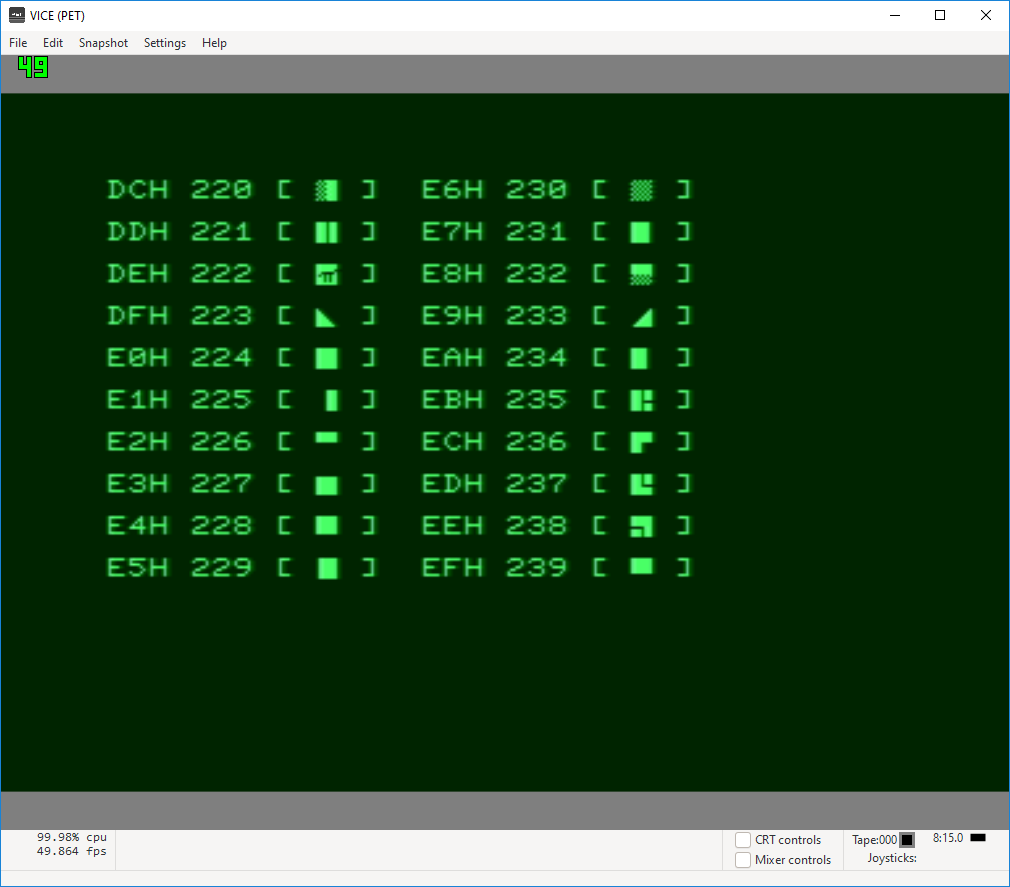 VICE (PET)
File Edit Snapshot Settings Help
49
DCH 220 [ ] E6H 230 [ ]
DDH 221 [ ] E7H 231 [ ]
DEH 222 [ π ] E8H 232 [ ]
DFH 223 [ ] E9H 233 [ ]
E0H 224 [ ] EAH 234 [ ]
E1H 225 [ ] EBH 235 [ ]
E2H 226 [ ] ECH 236 [ ]
E3H 227 [ ] EDH 237 [ ]
E4H 228 [ ] EEH 238 [ ]
E5H 229 [ ] EFH 239 [ ]
99.98% cpu
49.864 fps
CRT controls
Mixer controls
Tape:000
Joysticks:
8:15.0